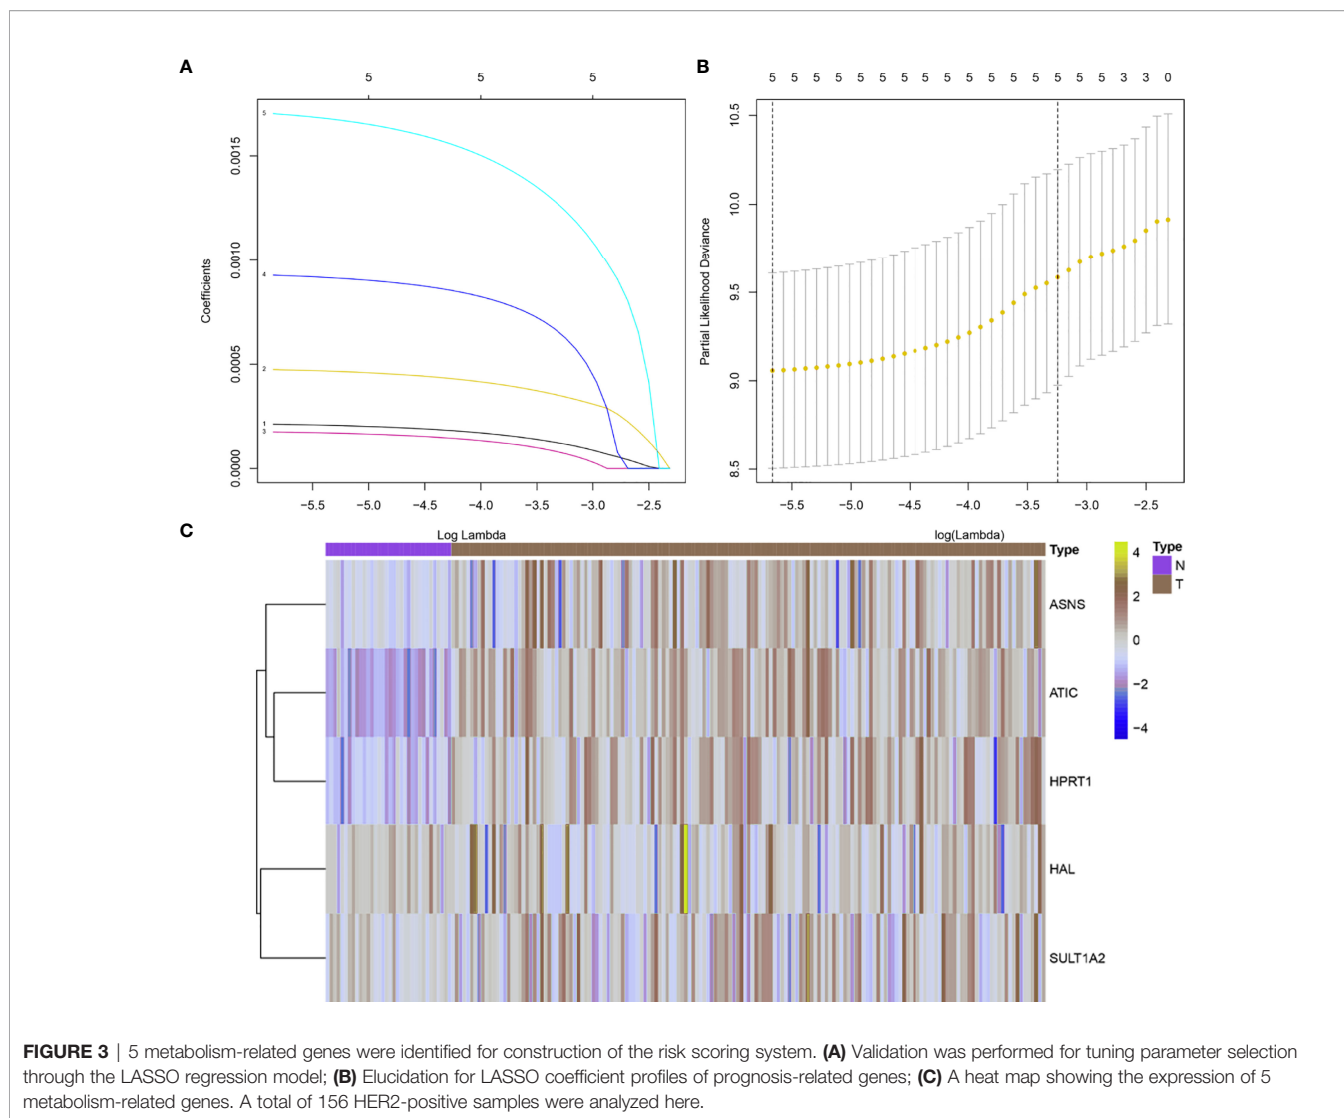 A
B
5 5 5
5 5 5 5 5 5 5 5 5 5 5 5 5 5 5 5 3 3 0
Coefficients
0.0000 0.0005 0.0010 0.0015
5
4
2
1
3
−5.5 −5.0 −4.5 −4.0 −3.5 −3.0 −2.5
Log Lambda
Partial Likelihood Deviance
8.5 9.0 9.5 10.0 10.5
−5.5 −5.0 −4.5 −4.0 −3.5 −3.0 −2.5
log(Lambda)
C
Type
ASNS
ATIC
HPRT1
HAL
SULT1A2
4
2
0
−2
−4
Type
N
T
FIGURE 3 | 5 metabolism-related genes were identified for construction of the risk scoring system. (A) Validation was performed for tuning parameter selection
through the LASSO regression model; (B) Elucidation for LASSO coefficient profiles of prognosis-related genes; (C) A heat map showing the expression of 5
metabolism-related genes. A total of 156 HER2-positive samples were analyzed here.